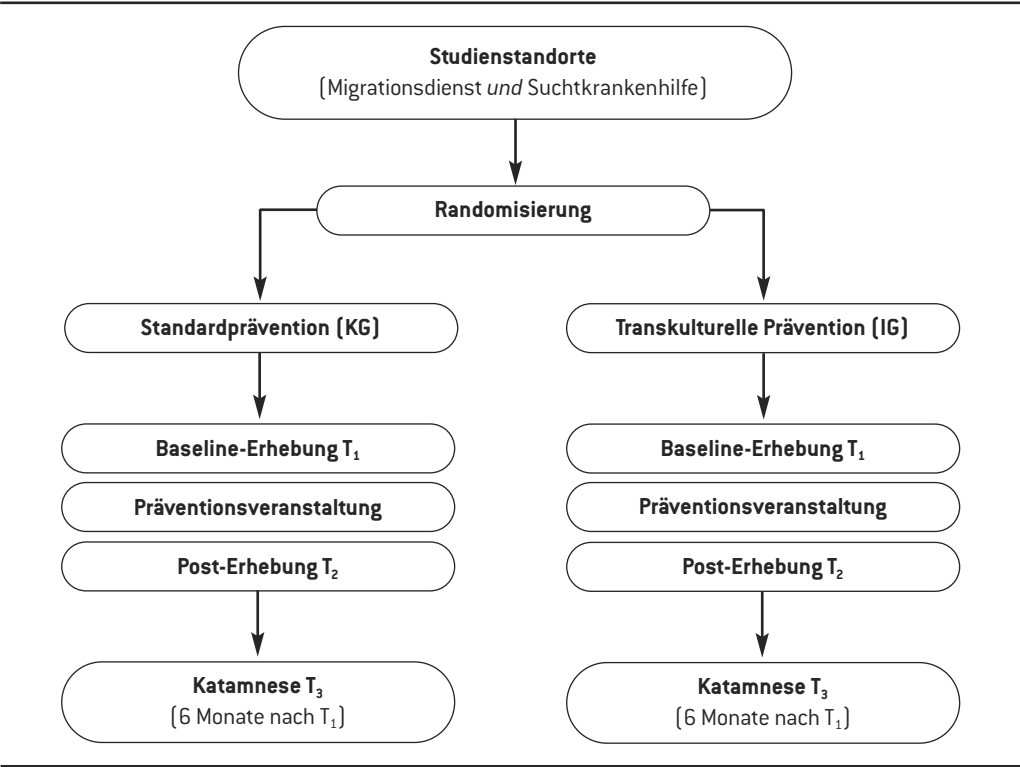 Studienstandorte
(Migrationsdienst und Suchtkrankenhilfe)
Randomisierung
Standardprävention (KG)
Transkulturelle Prävention (IG)
Baseline-Erhebung T₁
Baseline-Erhebung T₁
Präventionsveranstaltung
Präventionsveranstaltung
Post-Erhebung T₂
Post-Erhebung T₂
Katamnese T₃
(6 Monate nach T₁)
Katamnese T₃
(6 Monate nach T₁)